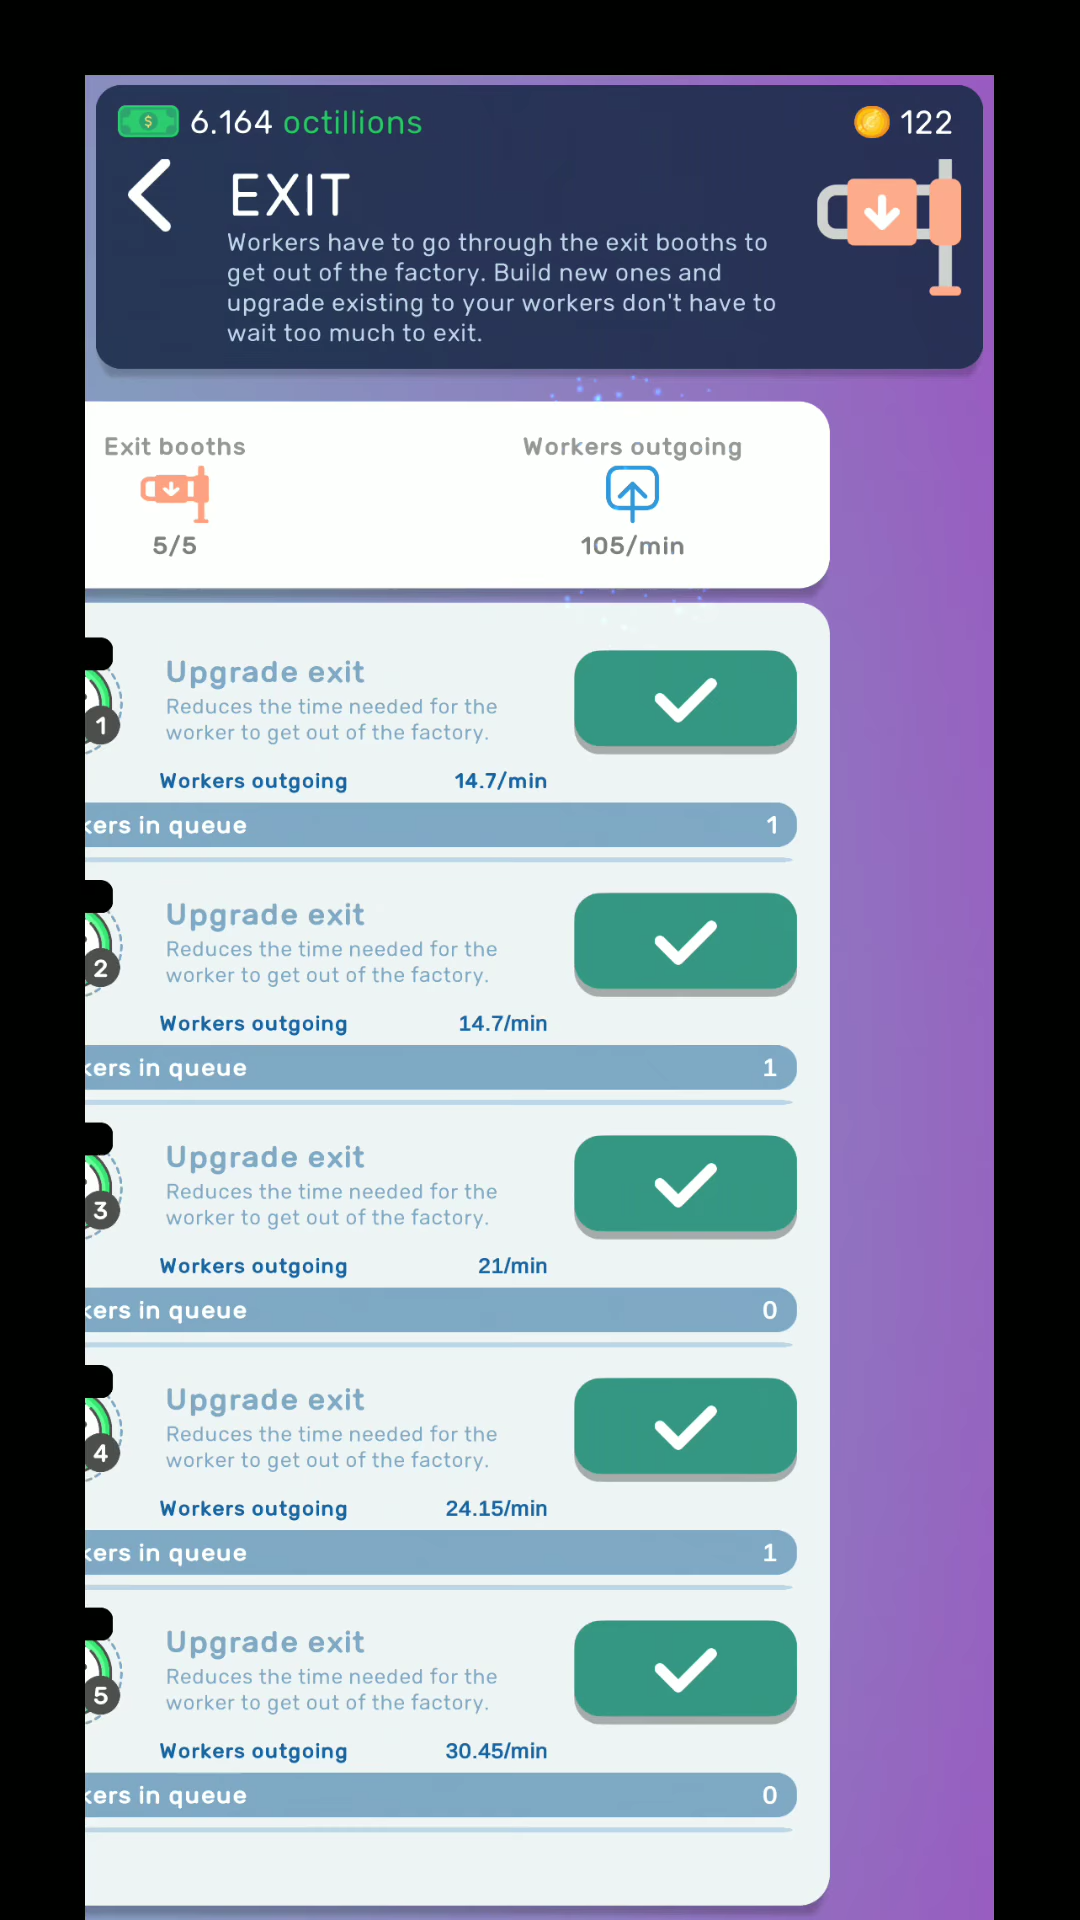 6.164 octillions
122
EXIT
Workers have to go through the exit booths to
get out of the factory. Build new ones and
upgrade existing to your workers don't have to
wait too much to exit.
Exit booths
Workers outgoing
5/5
105/min
1
Upgrade exit
Reduces the time needed for the
worker to get out of the factory.
Workers outgoing 14.7/min
kers in queue 1
2
Upgrade exit
Reduces the time needed for the
worker to get out of the factory.
Workers outgoing 14.7/min
kers in queue 1
3
Upgrade exit
Reduces the time needed for the
worker to get out of the factory.
Workers outgoing 21/min
kers in queue 0
4
Upgrade exit
Reduces the time needed for the
worker to get out of the factory.
Workers outgoing 24.15/min
kers in queue 1
5
Upgrade exit
Reduces the time needed for the
worker to get out of the factory.
Workers outgoing 30.45/min
kers in queue 0